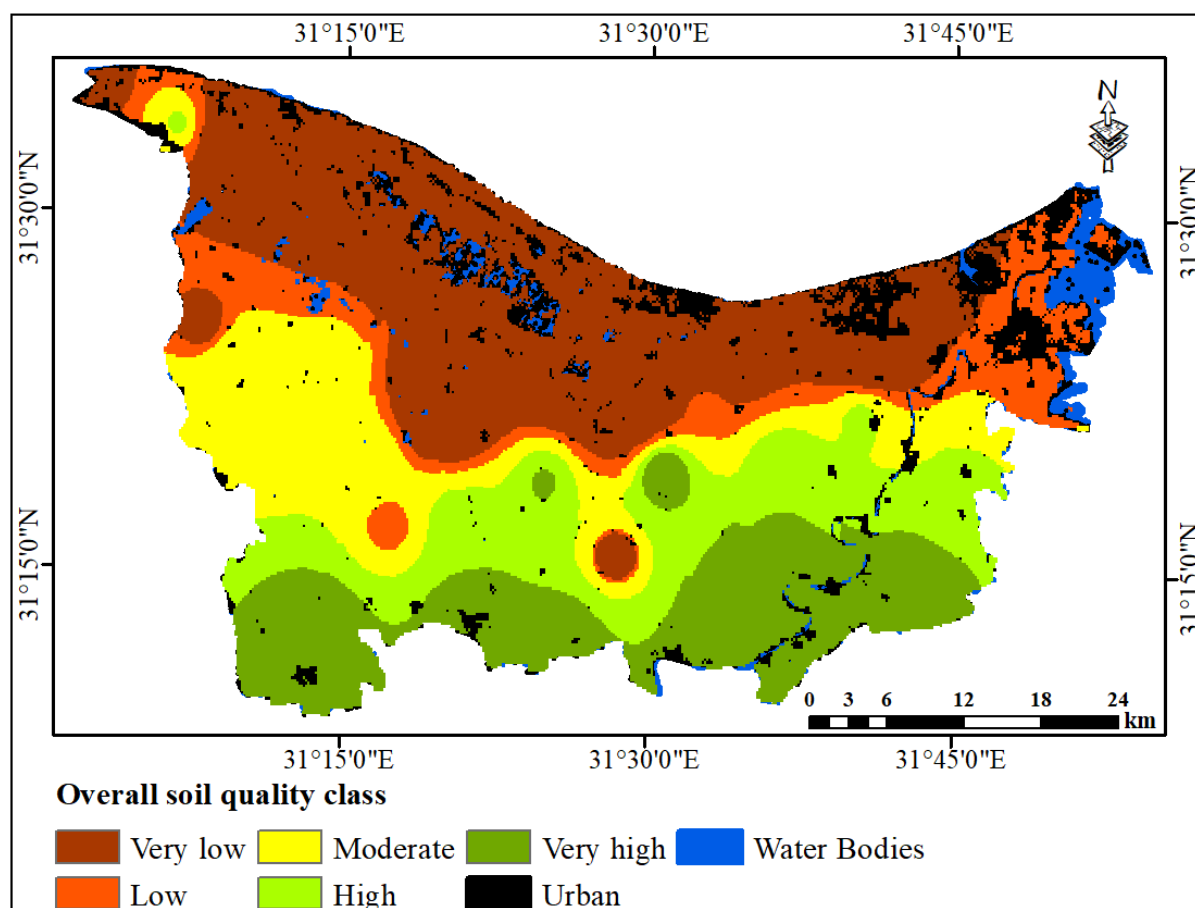 31°15'0"E 31°30'0"E 31°45'0"E
N
31°30'0"N 31°30'0"N
31°15'0"N 31°15'0"N
0 3 6 12 18 24
km
31°15'0"E 31°30'0"E 31°45'0"E
Overall soil quality class
Very low Moderate Very high Water Bodies
Low High Urban